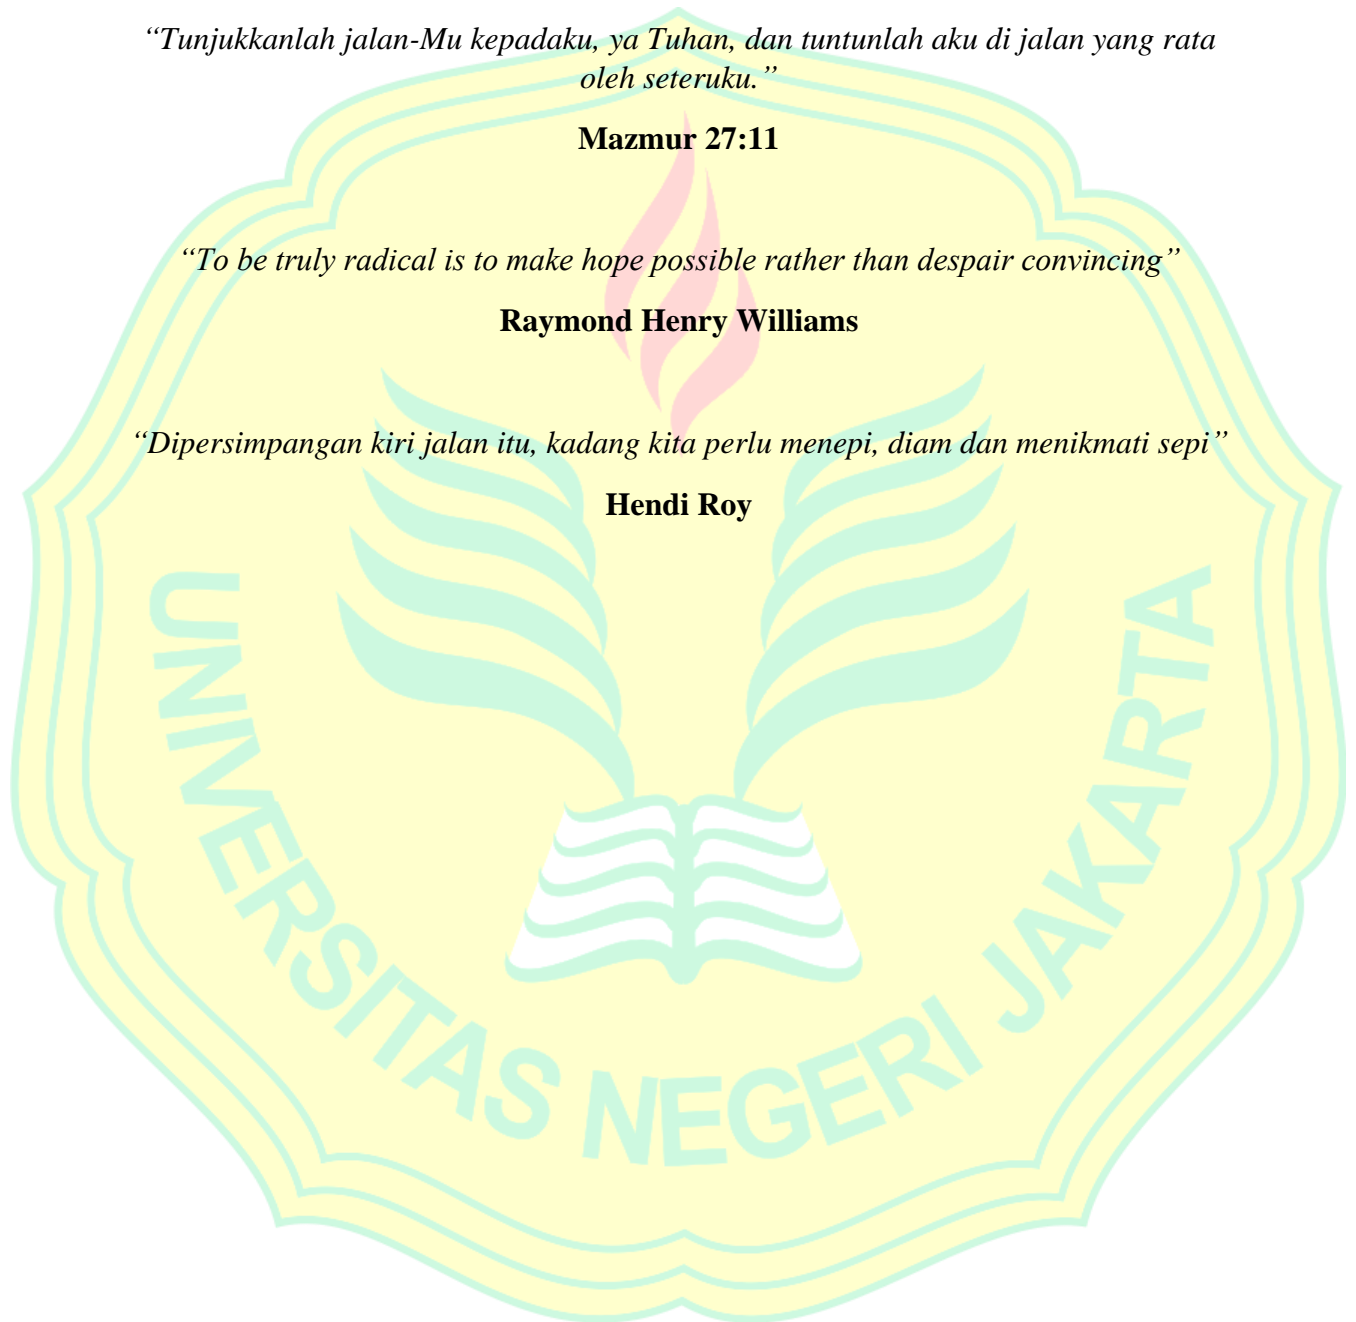 “Tunjukkanlah jalan-Mu kepadaku, ya Tuhan, dan tuntunlah aku di jalan yang rata
oleh seteruku.”
Mazmur 27:11
“To be truly radical is to make hope possible rather than despair convincing”
Raymond Henry Williams
“Dipersimpangan kiri jalan itu, kadang kita perlu menepi, diam dan menikmati sepi”
Hendi Roy
UNIVERSITAS NEGERI JAKARTA